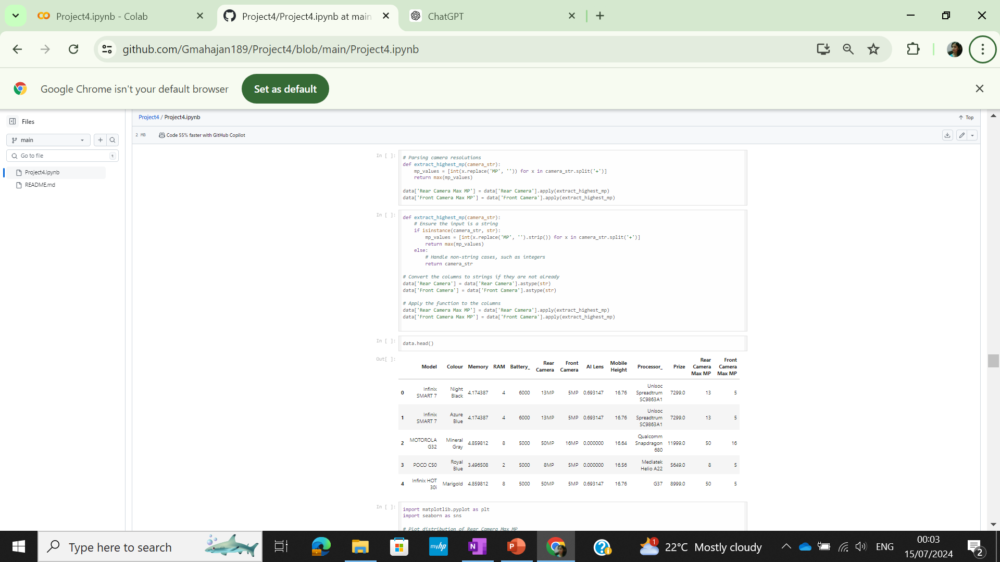 Project4.ipynb - Colab
Project4/Project4.ipynb at main
ChatGPT
github.com/Gmahajan189/Project4/blob/main/Project4.ipynb
Google Chrome isn't your default browser
Set as default
Files
main
Go to file
t
Project4.ipynb
README.md
Project4 / Project4.ipynb
Top
2 MB
Code 55% faster with GitHub Copilot
In [ ]:
# Parsing camera resolutions
def extract_highest_mp(camera_str):
    mp_values = [int(x.replace('MP', '')) for x in camera_str.split('+')]
    return max(mp_values)
data['Rear Camera Max MP'] = data['Rear Camera'].apply(extract_highest_mp)
data['Front Camera Max MP'] = data['Front Camera'].apply(extract_highest_mp)
In [ ]:
def extract_highest_mp(camera_str):
    # Ensure the input is a string
    if isinstance(camera_str, str):
        mp_values = [int(x.replace('MP', '').strip()) for x in camera_str.split('+')]
        return max(mp_values)
    else:
        # Handle non-string cases, such as integers
        return camera_str
# Convert the columns to strings if they are not already
data['Rear Camera'] = data['Rear Camera'].astype(str)
data['Front Camera'] = data['Front Camera'].astype(str)
# Apply the function to the columns
data['Rear Camera Max MP'] = data['Rear Camera'].apply(extract_highest_mp)
data['Front Camera Max MP'] = data['Front Camera'].apply(extract_highest_mp)
In [ ]:
data.head()
Out[ ]:
Model Colour Memory RAM Battery_ Rear Camera Front Camera AI Lens Mobile Height Processor_ Prize Rear Camera Max MP Front Camera Max MP
0 Infinix SMART 7 Night Black 4.174387 4 6000 13MP 5MP 0.693147 16.76 Unisoc Spreadtrum SC9863A1 7299.0 13 5
1 Infinix SMART 7 Azure Blue 4.174387 4 6000 13MP 5MP 0.693147 16.76 Unisoc Spreadtrum SC9863A1 7299.0 13 5
2 MOTOROLA G32 Mineral Gray 4.859812 8 5000 50MP 16MP 0.000000 16.64 Qualcomm Snapdragon 680 11999.0 50 16
3 POCO C50 Royal Blue 3.496508 2 5000 8MP 5MP 0.000000 16.56 Mediatek Helio A22 5649.0 8 5
4 Infinix HOT 30i Marigold 4.859812 8 5000 50MP 5MP 0.693147 16.76 G37 8999.0 50 5
In [ ]:
import matplotlib.pyplot as plt
import seaborn as sns
# Plot distribution of Rear Camera Max MP
Type here to search
myhp
N
P
1
22°C Mostly cloudy
ENG
00:03
15/07/2024
2